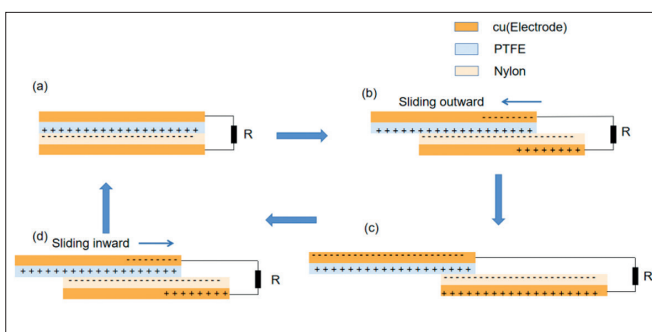 cu(Electrode)
PTFE
Nylon
(a)
+ + + + + + + + + + + + + + + + + +
- - - - - - - - - - - - - - - - - - - - - -
R
(b)
Sliding outward
- - - - - - - -
+ + + + + + + + + + + + + + + + + +
- - - - - - - - - - - - - - - - - -
+ + + + + + + +
R
(d)
Sliding inward
- - - - - - - -
+ + + + + + + + + + + + + + + + + +
- - - - - - - - - - - - - - - - - -
+ + + + + + + +
R
(c)
- - - - - - - - - - - - - - - - - -
+ + + + + + + + + + + + + + + + + +
- - - - - - - - - - - - - - - - - -
+ + + + + + + + + + + + + + + + + +
R